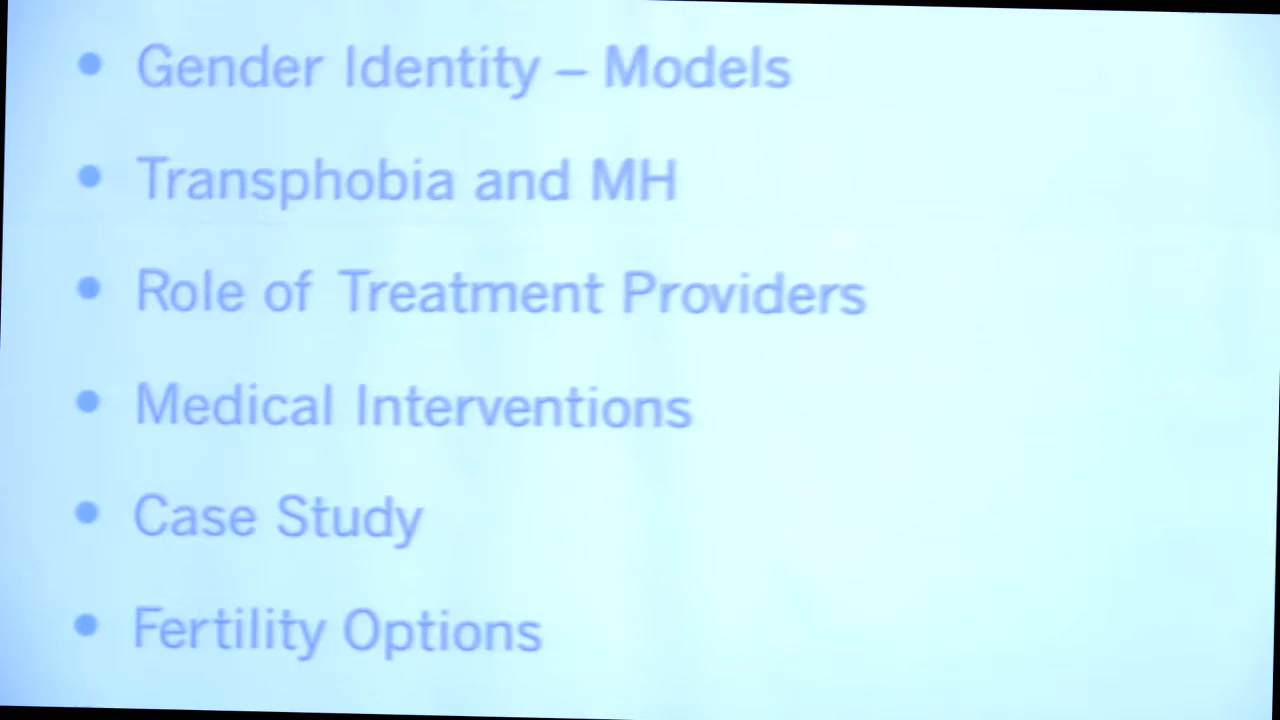 • Gender Identity – Models
• Transphobia and MH
• Role of Treatment Providers
• Medical Interventions
• Case Study
• Fertility Options